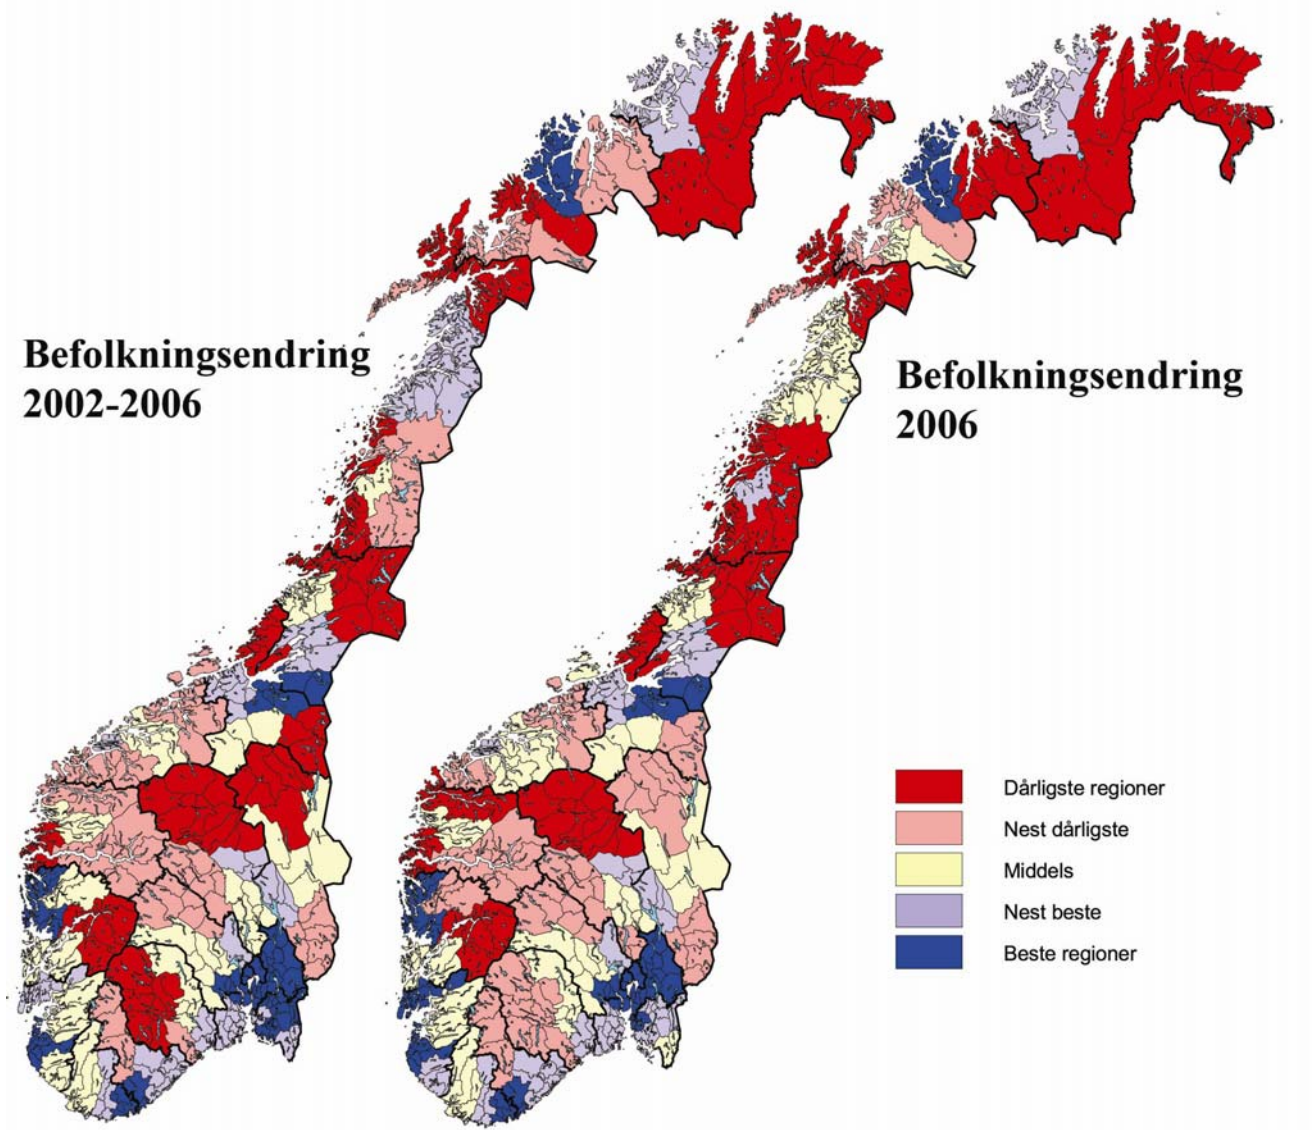 Befolkningsendring
2002-2006
Befolkningsendring
2006
Dårligste regioner
Nest dårligste
Middels
Nest beste
Beste regioner